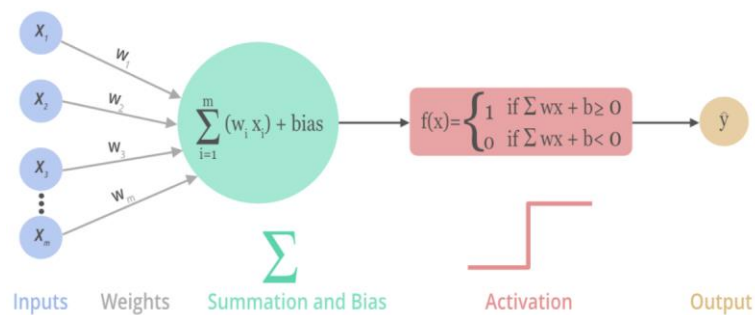 X₁
W₁
X₂
W₂
X₃
W₃
Xₘ
Wₘ
m
∑ (wᵢ xᵢ) + bias
i=1
f(x)= { 1 if ∑ wx + b ≥ 0
0 if ∑ wx + b < 0
ŷ
∑
Inputs Weights Summation and Bias Activation Output